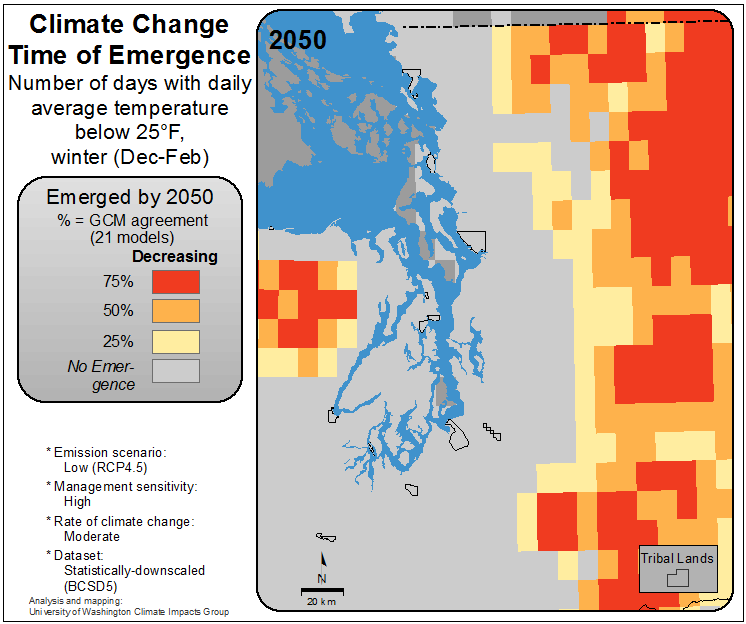 Climate Change
Time of Emergence
Number of days with daily
average temperature
below 25°F,
winter (Dec-Feb)
Emerged by 2050
% = GCM agreement
(21 models)
Decreasing
75%
50%
25%
No Emer-
gence
* Emission scenario:
Low (RCP4.5)
* Management sensitivity:
High
* Rate of climate change:
Moderate
* Dataset:
Statistically-downscaled
(BCSD5)
Analysis and mapping:
University of Washington Climate Impacts Group
2050
N
20 km
Tribal Lands